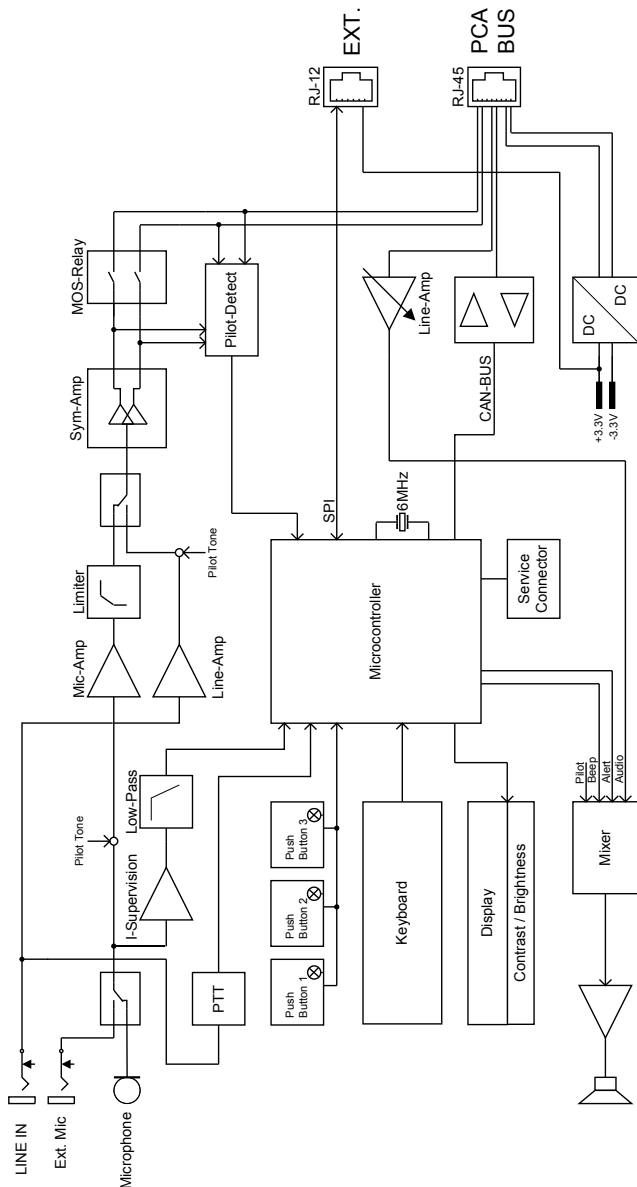 LINE IN
Ext. Mic
Microphone
Pilot Tone
Mic-Amp
Limiter
Sym-Amp
MOS-Relay
Line-Amp
Pilot Tone
Pilot-Detect
I-Supervision
Low-Pass
PTT
Push
Button 1
Push
Button 2
Push
Button 3
Keyboard
Display
Contrast / Brightness
Microcontroller
SPI
6MHz
Service
Connector
CAN-BUS
Line-Amp
RJ-12
EXT.
RJ-45
PCA
BUS
DC
DC
+3.3V
-3.3V
Pilot
Beep
Alert
Audio
Mixer